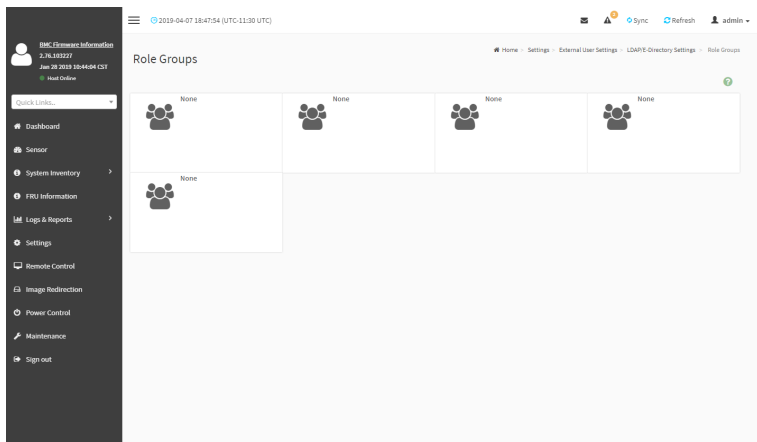 BMC Firmware Information
2.76.103227
Jan 28 2019 10:44:04 CST
Host Online
Quick Links..
Dashboard
Sensor
System Inventory
FRU Information
Logs & Reports
Settings
Remote Control
Image Redirection
Power Control
Maintenance
Sign out
2019-04-07 18:47:54 (UTC-11:30 UTC)
2
Sync
Refresh
admin
Role Groups
Home
Settings
External User Settings
LDAP/E-Directory Settings
Role Groups
?
None
None
None
None
None